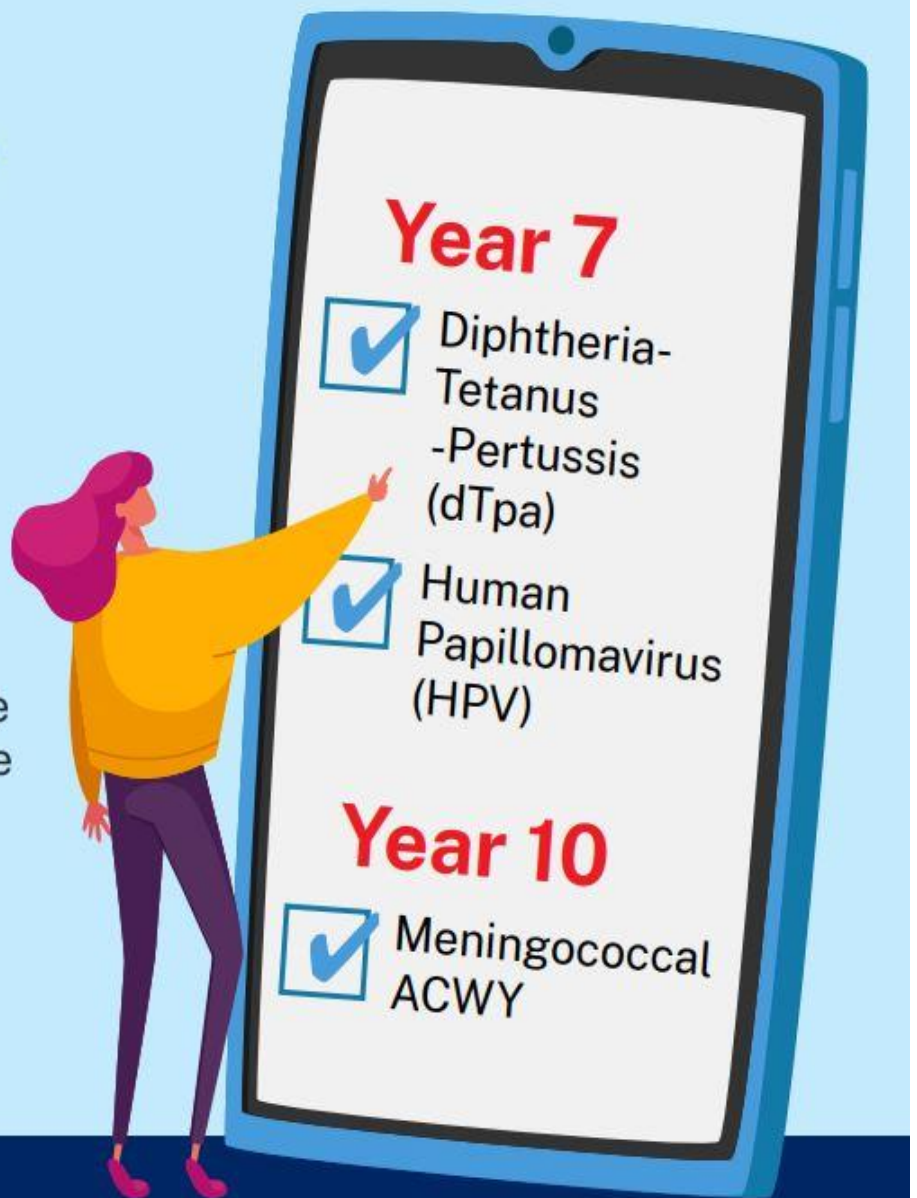 Year 7
Diphtheria-
Tetanus
-Pertussis
(dTpa)
Human
Papillomavirus
(HPV)
Year 10
Meningococcal
ACWY